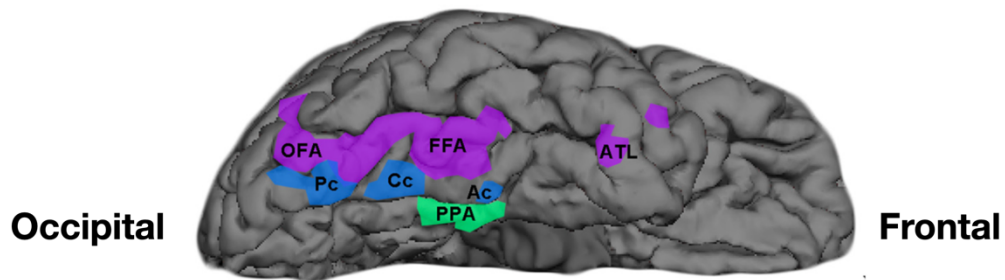 OFA
FFA
ATL
Pc
Cc
Ac
PPA
Occipital
Frontal